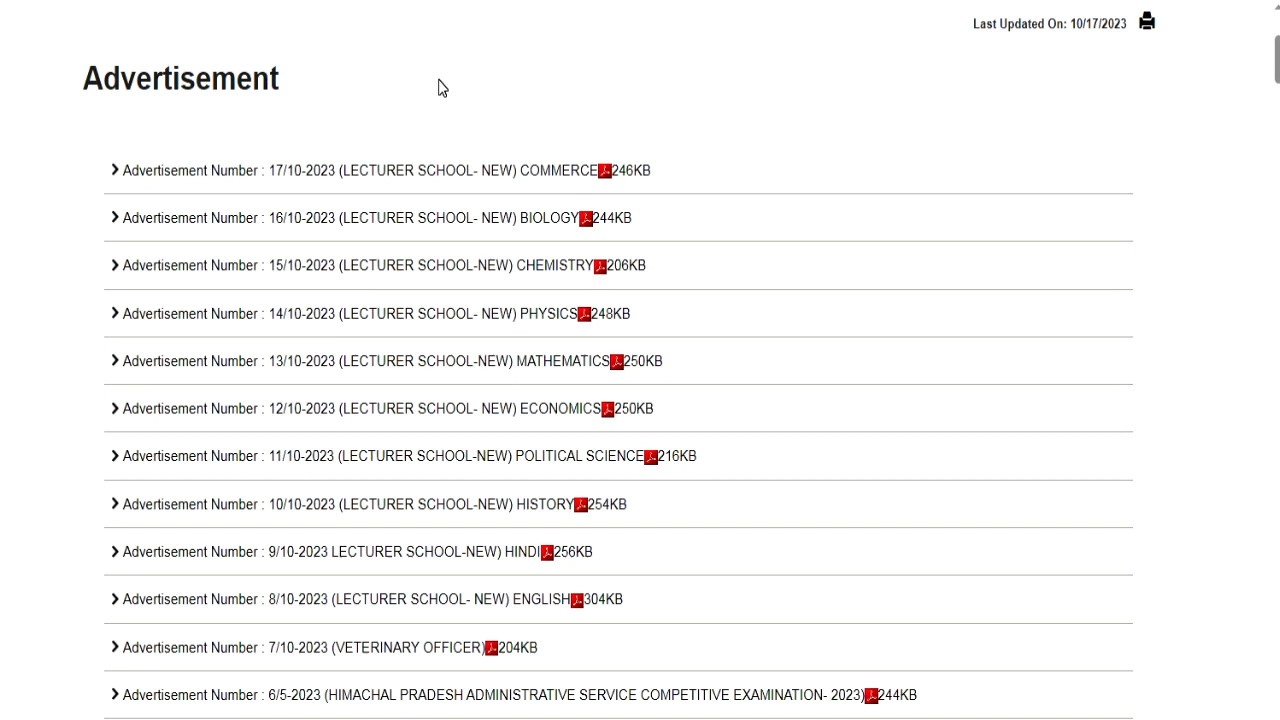 Last Updated On: 10/17/2023
Advertisement
Advertisement Number : 17/10-2023 (LECTURER SCHOOL- NEW) COMMERCE 246KB
Advertisement Number : 16/10-2023 (LECTURER SCHOOL- NEW) BIOLOGY 244KB
Advertisement Number : 15/10-2023 (LECTURER SCHOOL-NEW) CHEMISTRY 206KB
Advertisement Number : 14/10-2023 (LECTURER SCHOOL- NEW) PHYSICS 248KB
Advertisement Number : 13/10-2023 (LECTURER SCHOOL-NEW) MATHEMATICS 250KB
Advertisement Number : 12/10-2023 (LECTURER SCHOOL- NEW) ECONOMICS 250KB
Advertisement Number : 11/10-2023 (LECTURER SCHOOL-NEW) POLITICAL SCIENCE 216KB
Advertisement Number : 10/10-2023 (LECTURER SCHOOL-NEW) HISTORY 254KB
Advertisement Number : 9/10-2023 LECTURER SCHOOL-NEW) HINDI 256KB
Advertisement Number : 8/10-2023 (LECTURER SCHOOL- NEW) ENGLISH 304KB
Advertisement Number : 7/10-2023 (VETERINARY OFFICER) 204KB
Advertisement Number : 6/5-2023 (HIMACHAL PRADESH ADMINISTRATIVE SERVICE COMPETITIVE EXAMINATION- 2023) 244KB